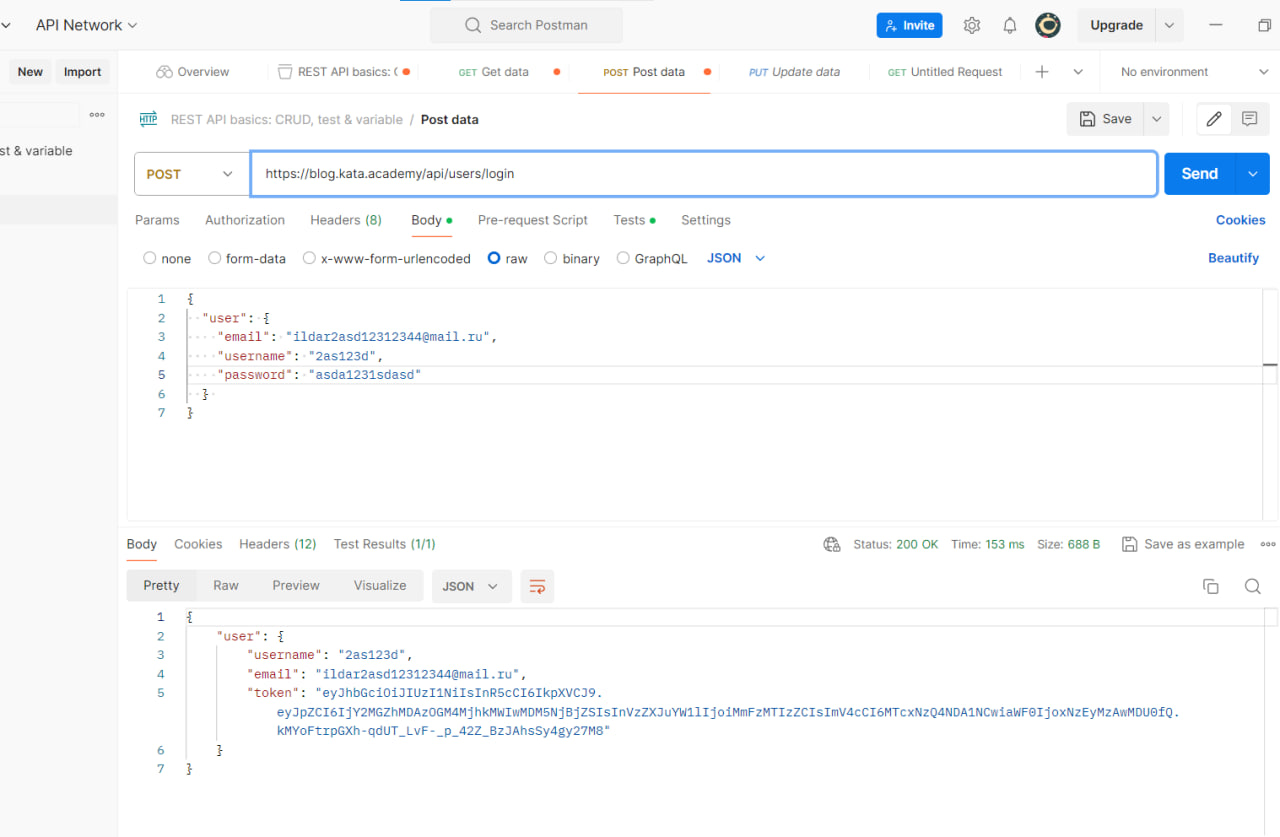 API Network
Search Postman
Invite
Upgrade
New
Import
Overview
REST API basics: C
GET Get data
POST Post data
PUT Update data
GET Untitled Request
No environment
HTTP
REST API basics: CRUD, test & variable / Post data
Save
st & variable
POST
https://blog.kata.academy/api/users/login
Send
Params
Authorization
Headers (8)
Body
Pre-request Script
Tests
Settings
Cookies
none
form-data
x-www-form-urlencoded
raw
binary
GraphQL
JSON
Beautify
1 {
2 "user": {
3 "email": "ildar2asd12312344@mail.ru",
4 "username": "2as123d",
5 "password": "asda1231sdasd"
6 }
7 }
Body
Cookies
Headers (12)
Test Results (1/1)
Status: 200 OK
Time: 153 ms
Size: 688 B
Save as example
Pretty
Raw
Preview
Visualize
JSON
1 {
2 "user": {
3 "username": "2as123d",
4 "email": "ildar2asd12312344@mail.ru",
5 "token": "eyJhbGciOiJIUzI1NiIsInR5cCI6IkpXVCJ9.
eyJpZCI6IjY2MGZhMDAzOGM4MjhkMWIwMDM5NjBjZSIsInVzZXJuYW1lIjoiMmFzMTIzZCIsImV4cCI6MTcxNzQ4NDA1NCwiaWF0IjoxNzEyMzAwMDU0fQ.
kMYoFtrpGXh-qdUT_LvF-_p_42Z_BzJAhsSy4gy27M8"
6 }
7 }